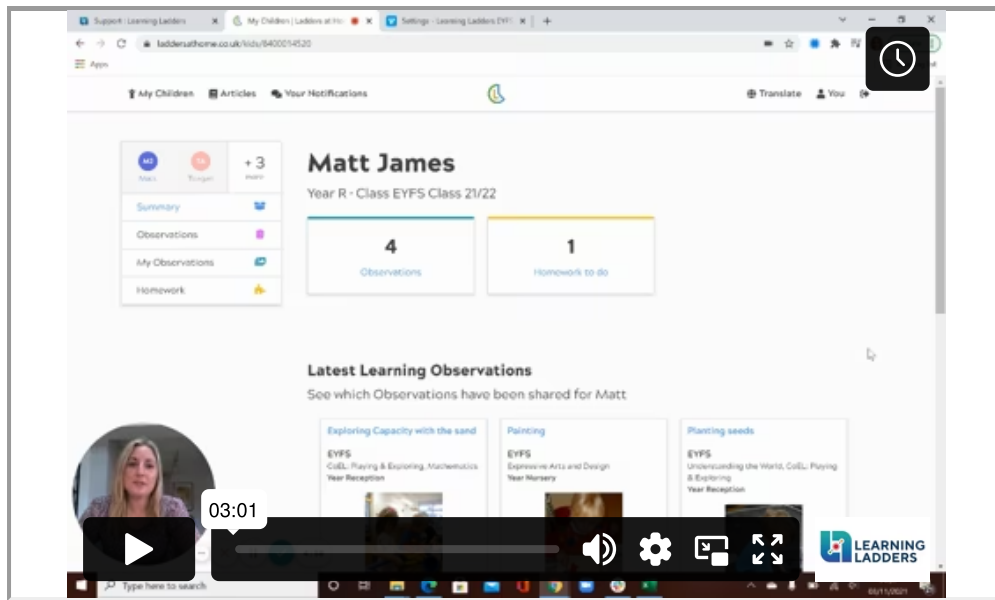 Support : Learning Ladders
My Children | Ladders at Ho
Settings - Learning Ladders EYFS
laddersathome.co.uk/kids/8400014520
Apps
My Children Articles Your Notifications
Translate You
MJ
+ 3
Matt
more
Summary
Observations
My Observations
Homework
Matt James
Year R - Class EYFS Class 21/22
4
Observations
1
Homework to do
Latest Learning Observations
See which Observations have been shared for Matt
Exploring Capacity with the sand
EYFS
CoEL: Playing & Exploring, Mathematics
Year Reception
Painting
EYFS
Expressive Arts and Design
Year Nursery
Planting seeds
EYFS
Understanding the World, CoEL: Playing
& Exploring
Year Reception
03:01
LEARNING
LADDERS
Type here to search